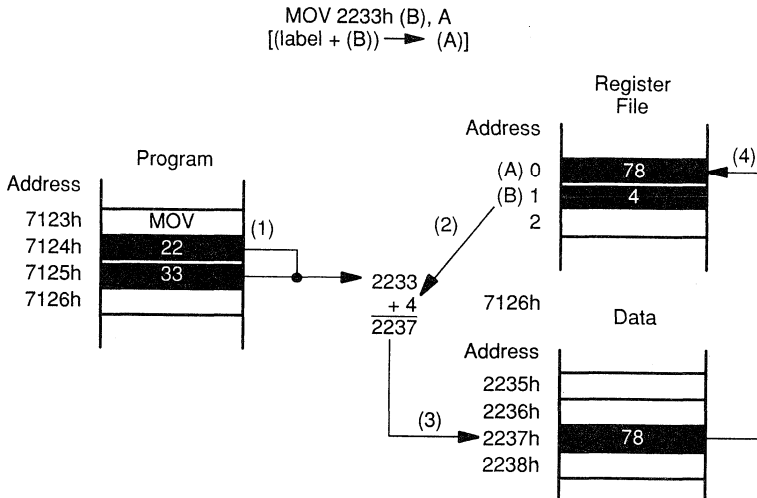 MOV 2233h (B), A
[(label + (B)) → (A)]
Program
Address
7123h MOV (1)
7124h 22
7125h 33
7126h
Register
File
Address
(A) 0 78 (4)
(B) 1 4
2
(2)
2233
+ 4
2237
7126h
Data
Address
2235h
2236h
(3)
2237h 78
2238h